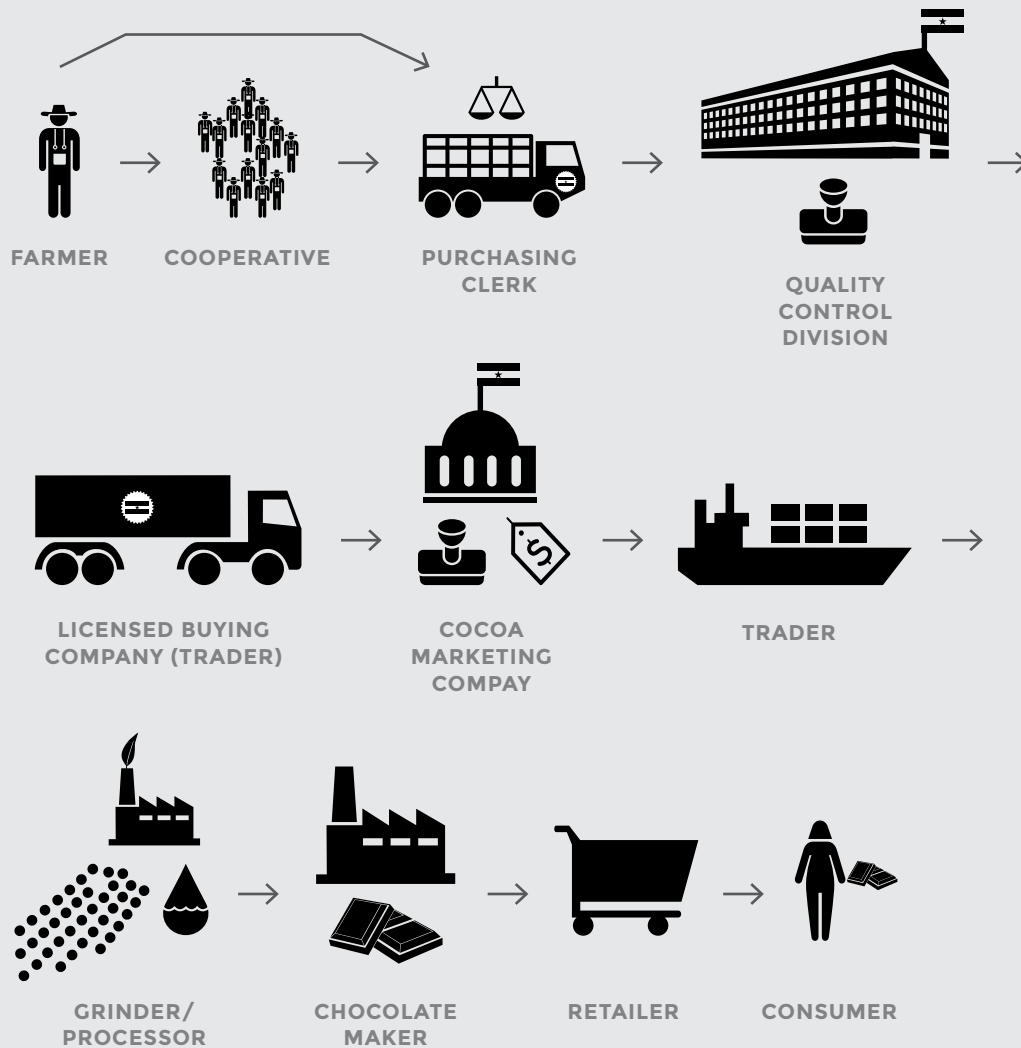 FARMER
COOPERATIVE
PURCHASING
CLERK
QUALITY
CONTROL
DIVISION
LICENSED BUYING
COMPANY (TRADER)
COCOA
MARKETING
COMPAY
$
TRADER
GRINDER/
PROCESSOR
CHOCOLATE
MAKER
RETAILER
CONSUMER